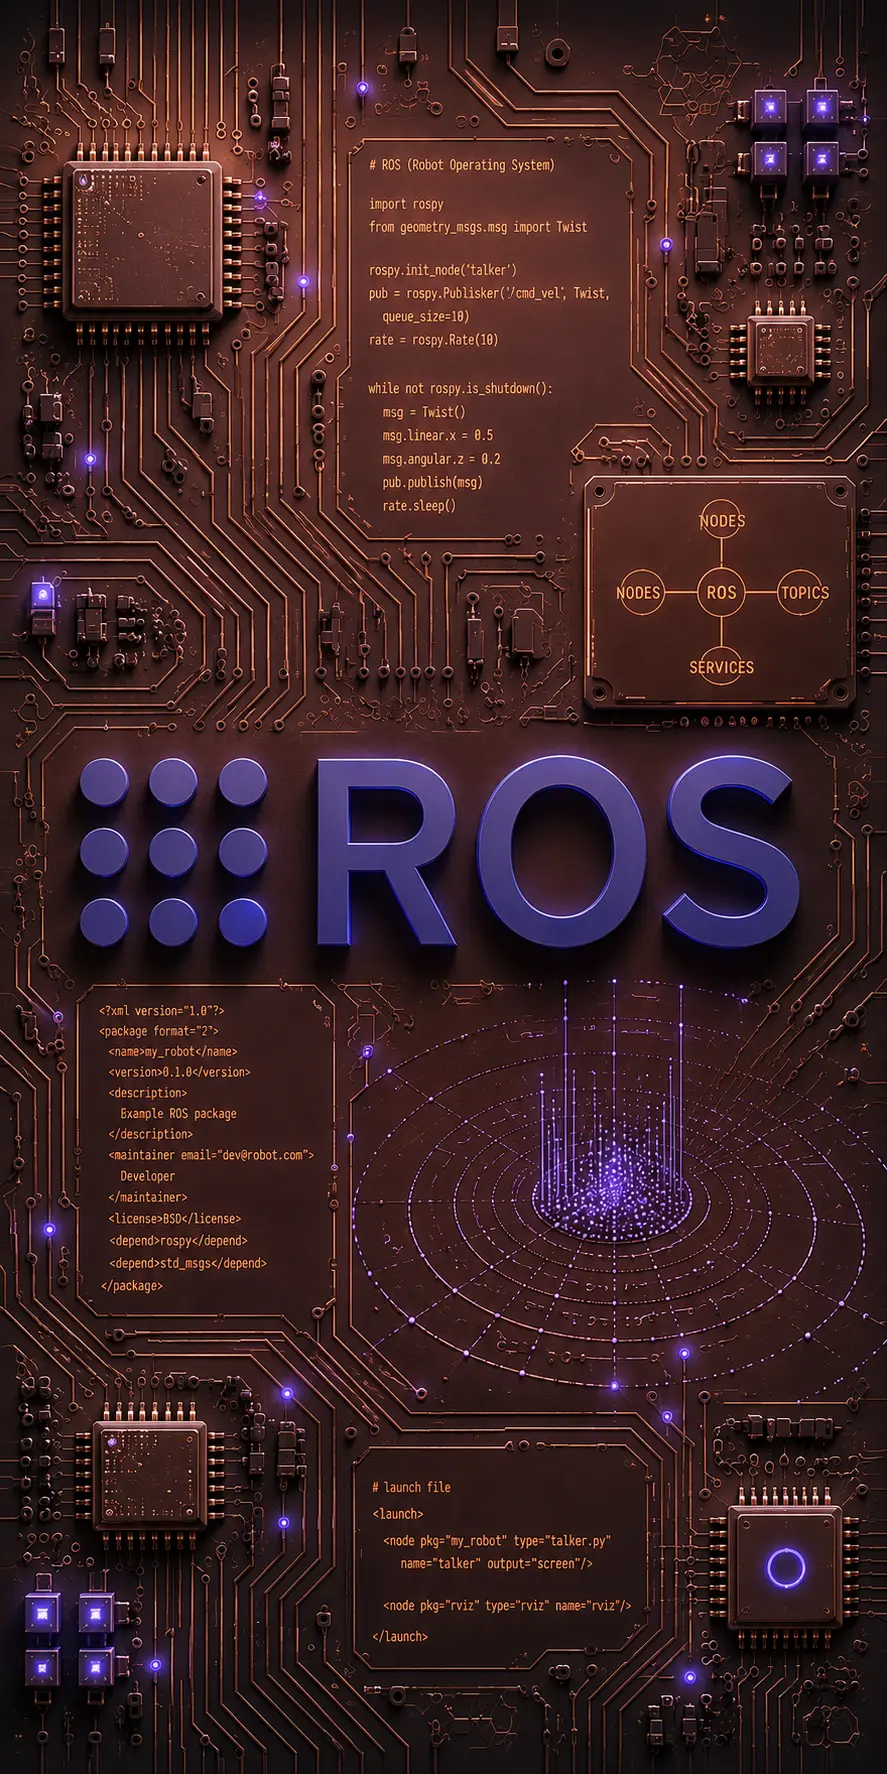 # ROS (Robot Operating System)
import rospy
from geometry_msgs.msg import Twist
rospy.init_node('talker')
pub = rospy.Publisker('/cmd_vel', Twist,
queue_size=10)
rate = rospy.Rate(10)
while not rospy.is_shutdown():
msg = Twist()
msg.linear.x = 0.5
msg.angular.z = 0.2
pub.publish(msg)
rate.sleep()
NODES
NODES
ROS
TOPICS
SERVICES
ROS
<?xml version="1.0"?>
<package format="2">
<name>my_robot</name>
<version>0.1.0</version>
<description>
Example ROS package
</description>
<maintainer email="dev@robot.com">
Developer
</maintainer>
<license>BSD</license>
<depend>rospy</depend>
<depend>std_msgs</depend>
</package>
# launch file
<launch>
<node pkg="my_robot" type="talker.py"
name="talker" output="screen"/>
<node pkg="rviz" type="rviz" name="rviz"/>
</launch>